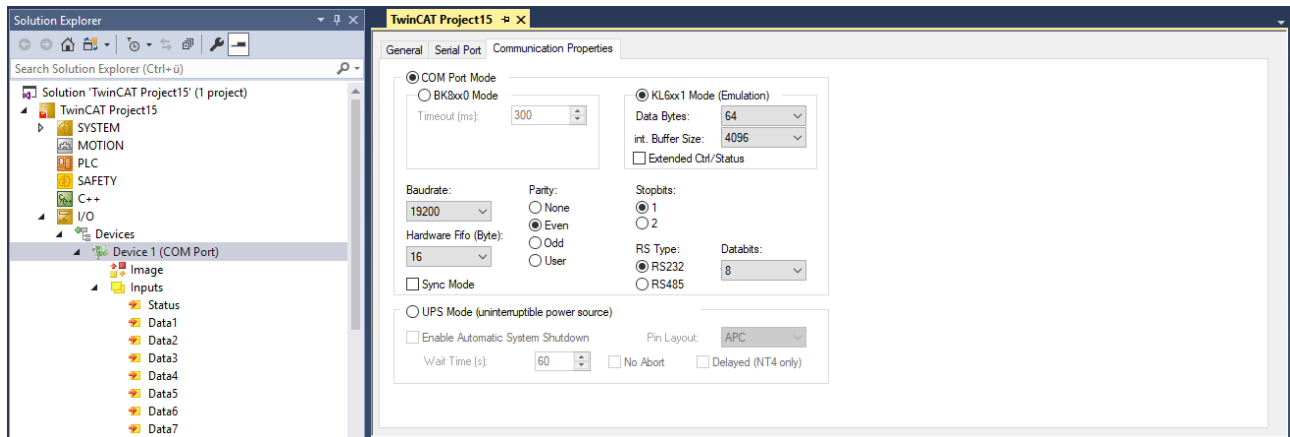 Solution Explorer
Search Solution Explorer (Ctrl+ü)
Solution 'TwinCAT Project15' (1 project)
TwinCAT Project15
SYSTEM
MOTION
PLC
SAFETY
C++
I/O
Devices
Device 1 (COM Port)
Image
Inputs
Status
Data1
Data2
Data3
Data4
Data5
Data6
Data7
TwinCAT Project15
General Serial Port Communication Properties
COM Port Mode
BK8xx0 Mode
Timeout (ms): 300
KL6xx1 Mode (Emulation)
Data Bytes: 64
int. Buffer Size: 4096
Extended Ctrl/Status
Baudrate:
19200
Hardware Fifo (Byte):
16
Sync Mode
Parity:
None
Even
Odd
User
Stopbits:
1
2
RS Type:
RS232
RS485
Databits:
8
UPS Mode (uninterruptible power source)
Enable Automatic System Shutdown Pin Layout: APC
Wait Time (s): 60 No Abort Delayed (NT4 only)